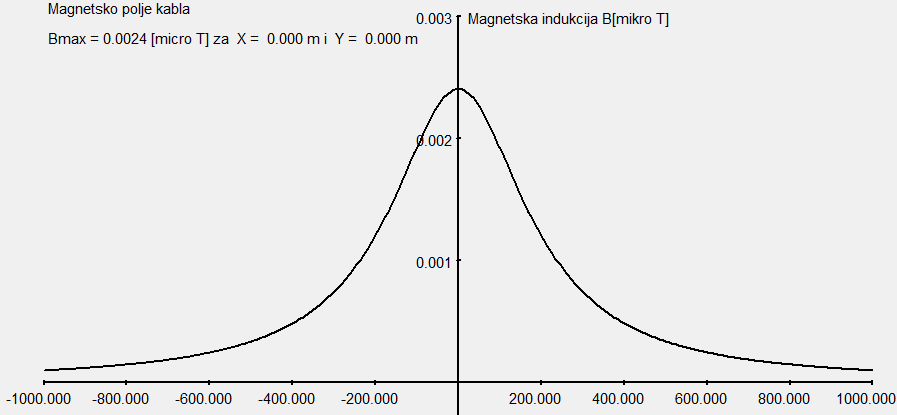 Magnetsko polje kabla
Bmax = 0.0024 [micro T] za X = 0.000 m i Y = 0.000 m
0.003 Magnetska indukcija B[mikro T]
0.002
0.001
-1000.000 -800.000 -600.000 -400.000 -200.000 200.000 400.000 600.000 800.000 1000.000